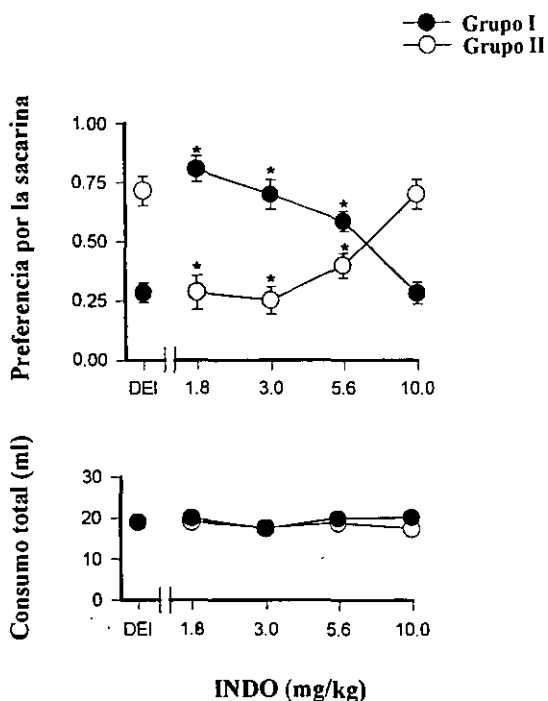 Grupo I
Grupo II
Preferencia por la sacarina
1.00
0.75
0.50
0.25
0.00
* * *
* * *
DEI 1.8 3.0 5.6 10.0
Consumo total (ml)
30
20
10
0
DEI 1.8 3.0 5.6 10.0
INDO (mg/kg)